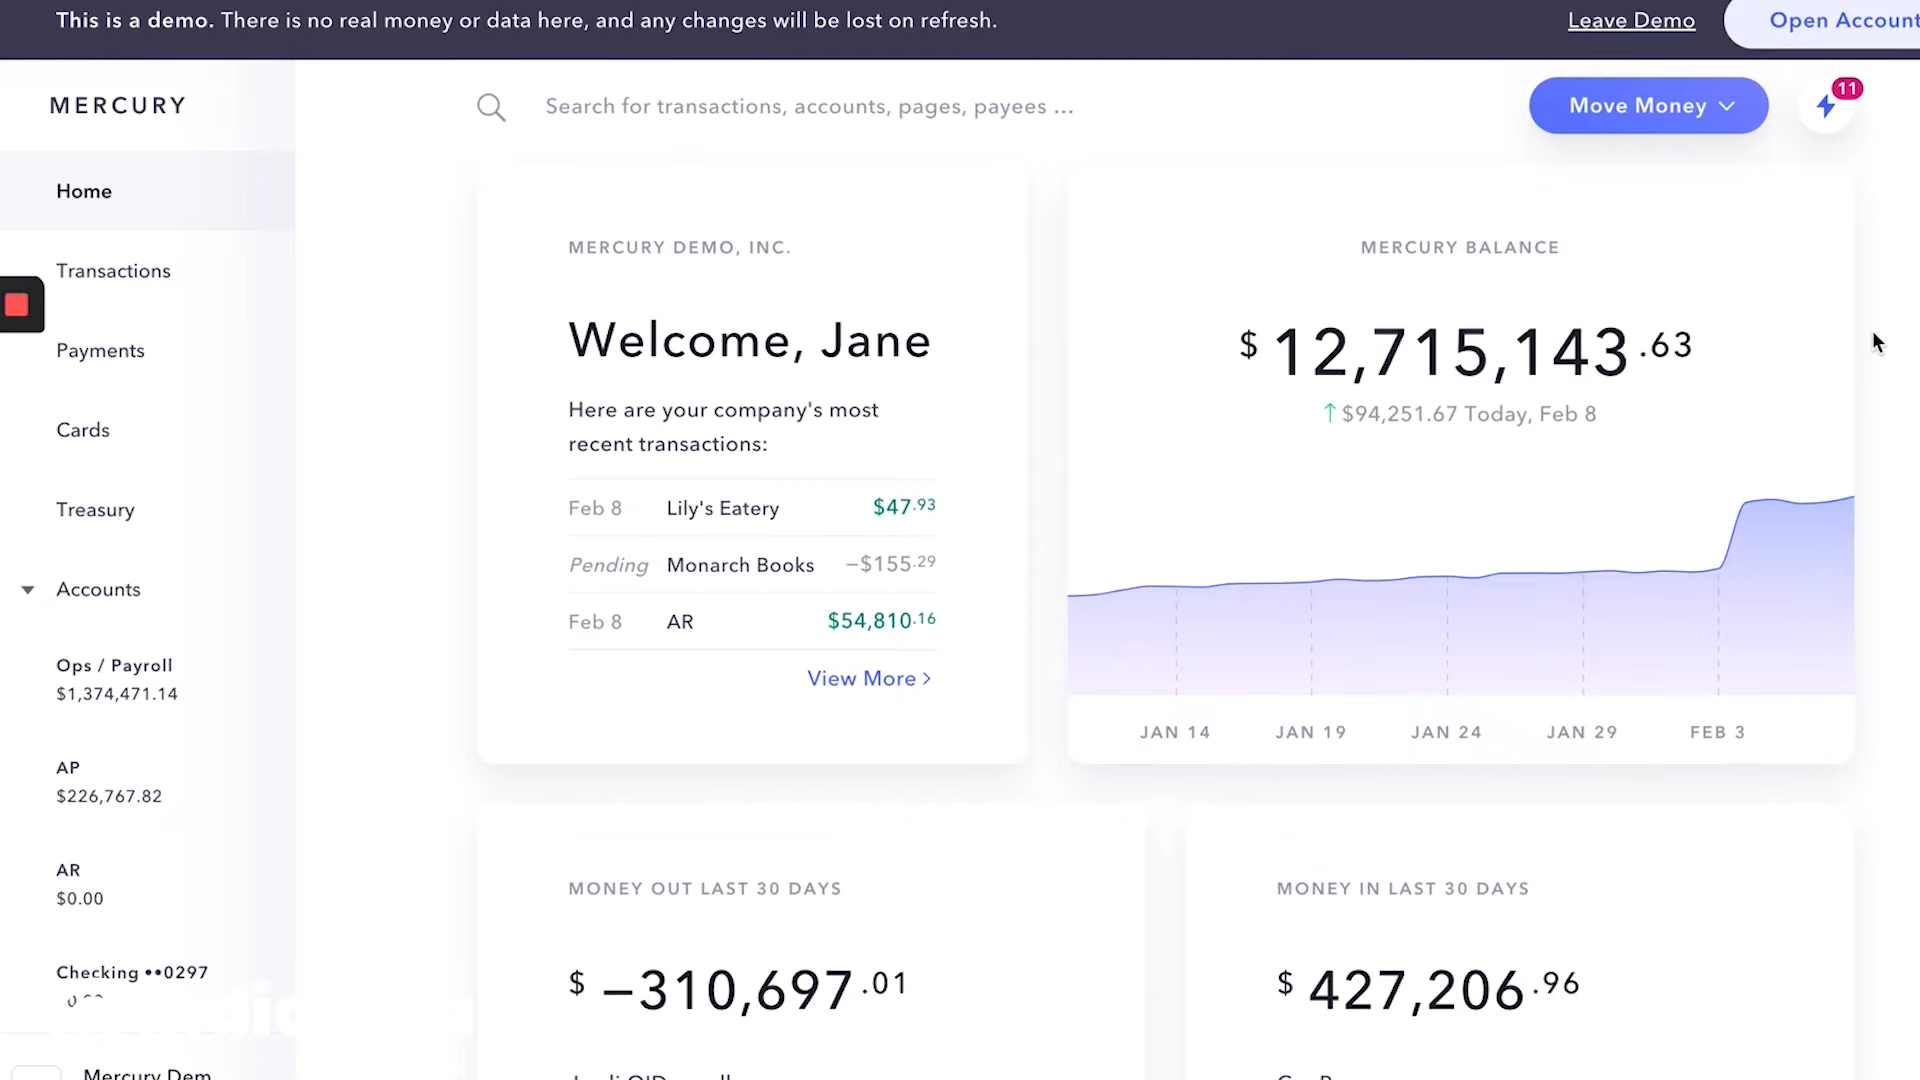 This is a demo. There is no real money or data here, and any changes will be lost on refresh.
Leave Demo
Open Account
MERCURY
Search for transactions, accounts, pages, payees ...
Move Money
11
Home
Transactions
Payments
Cards
Treasury
Accounts
Ops / Payroll
$1,374,471.14
AP
$226,767.82
AR
$0.00
Checking ••0297
MERCURY DEMO, INC.
Welcome, Jane
Here are your company's most
recent transactions:
Feb 8 Lily's Eatery $47.93
Pending Monarch Books −$155.29
Feb 8 AR $54,810.16
View More >
MERCURY BALANCE
$12,715,143.63
↑$94,251.67 Today, Feb 8
JAN 14 JAN 19 JAN 24 JAN 29 FEB 3
MONEY OUT LAST 30 DAYS
$−310,697.01
MONEY IN LAST 30 DAYS
$427,206.96
Mercury Dem